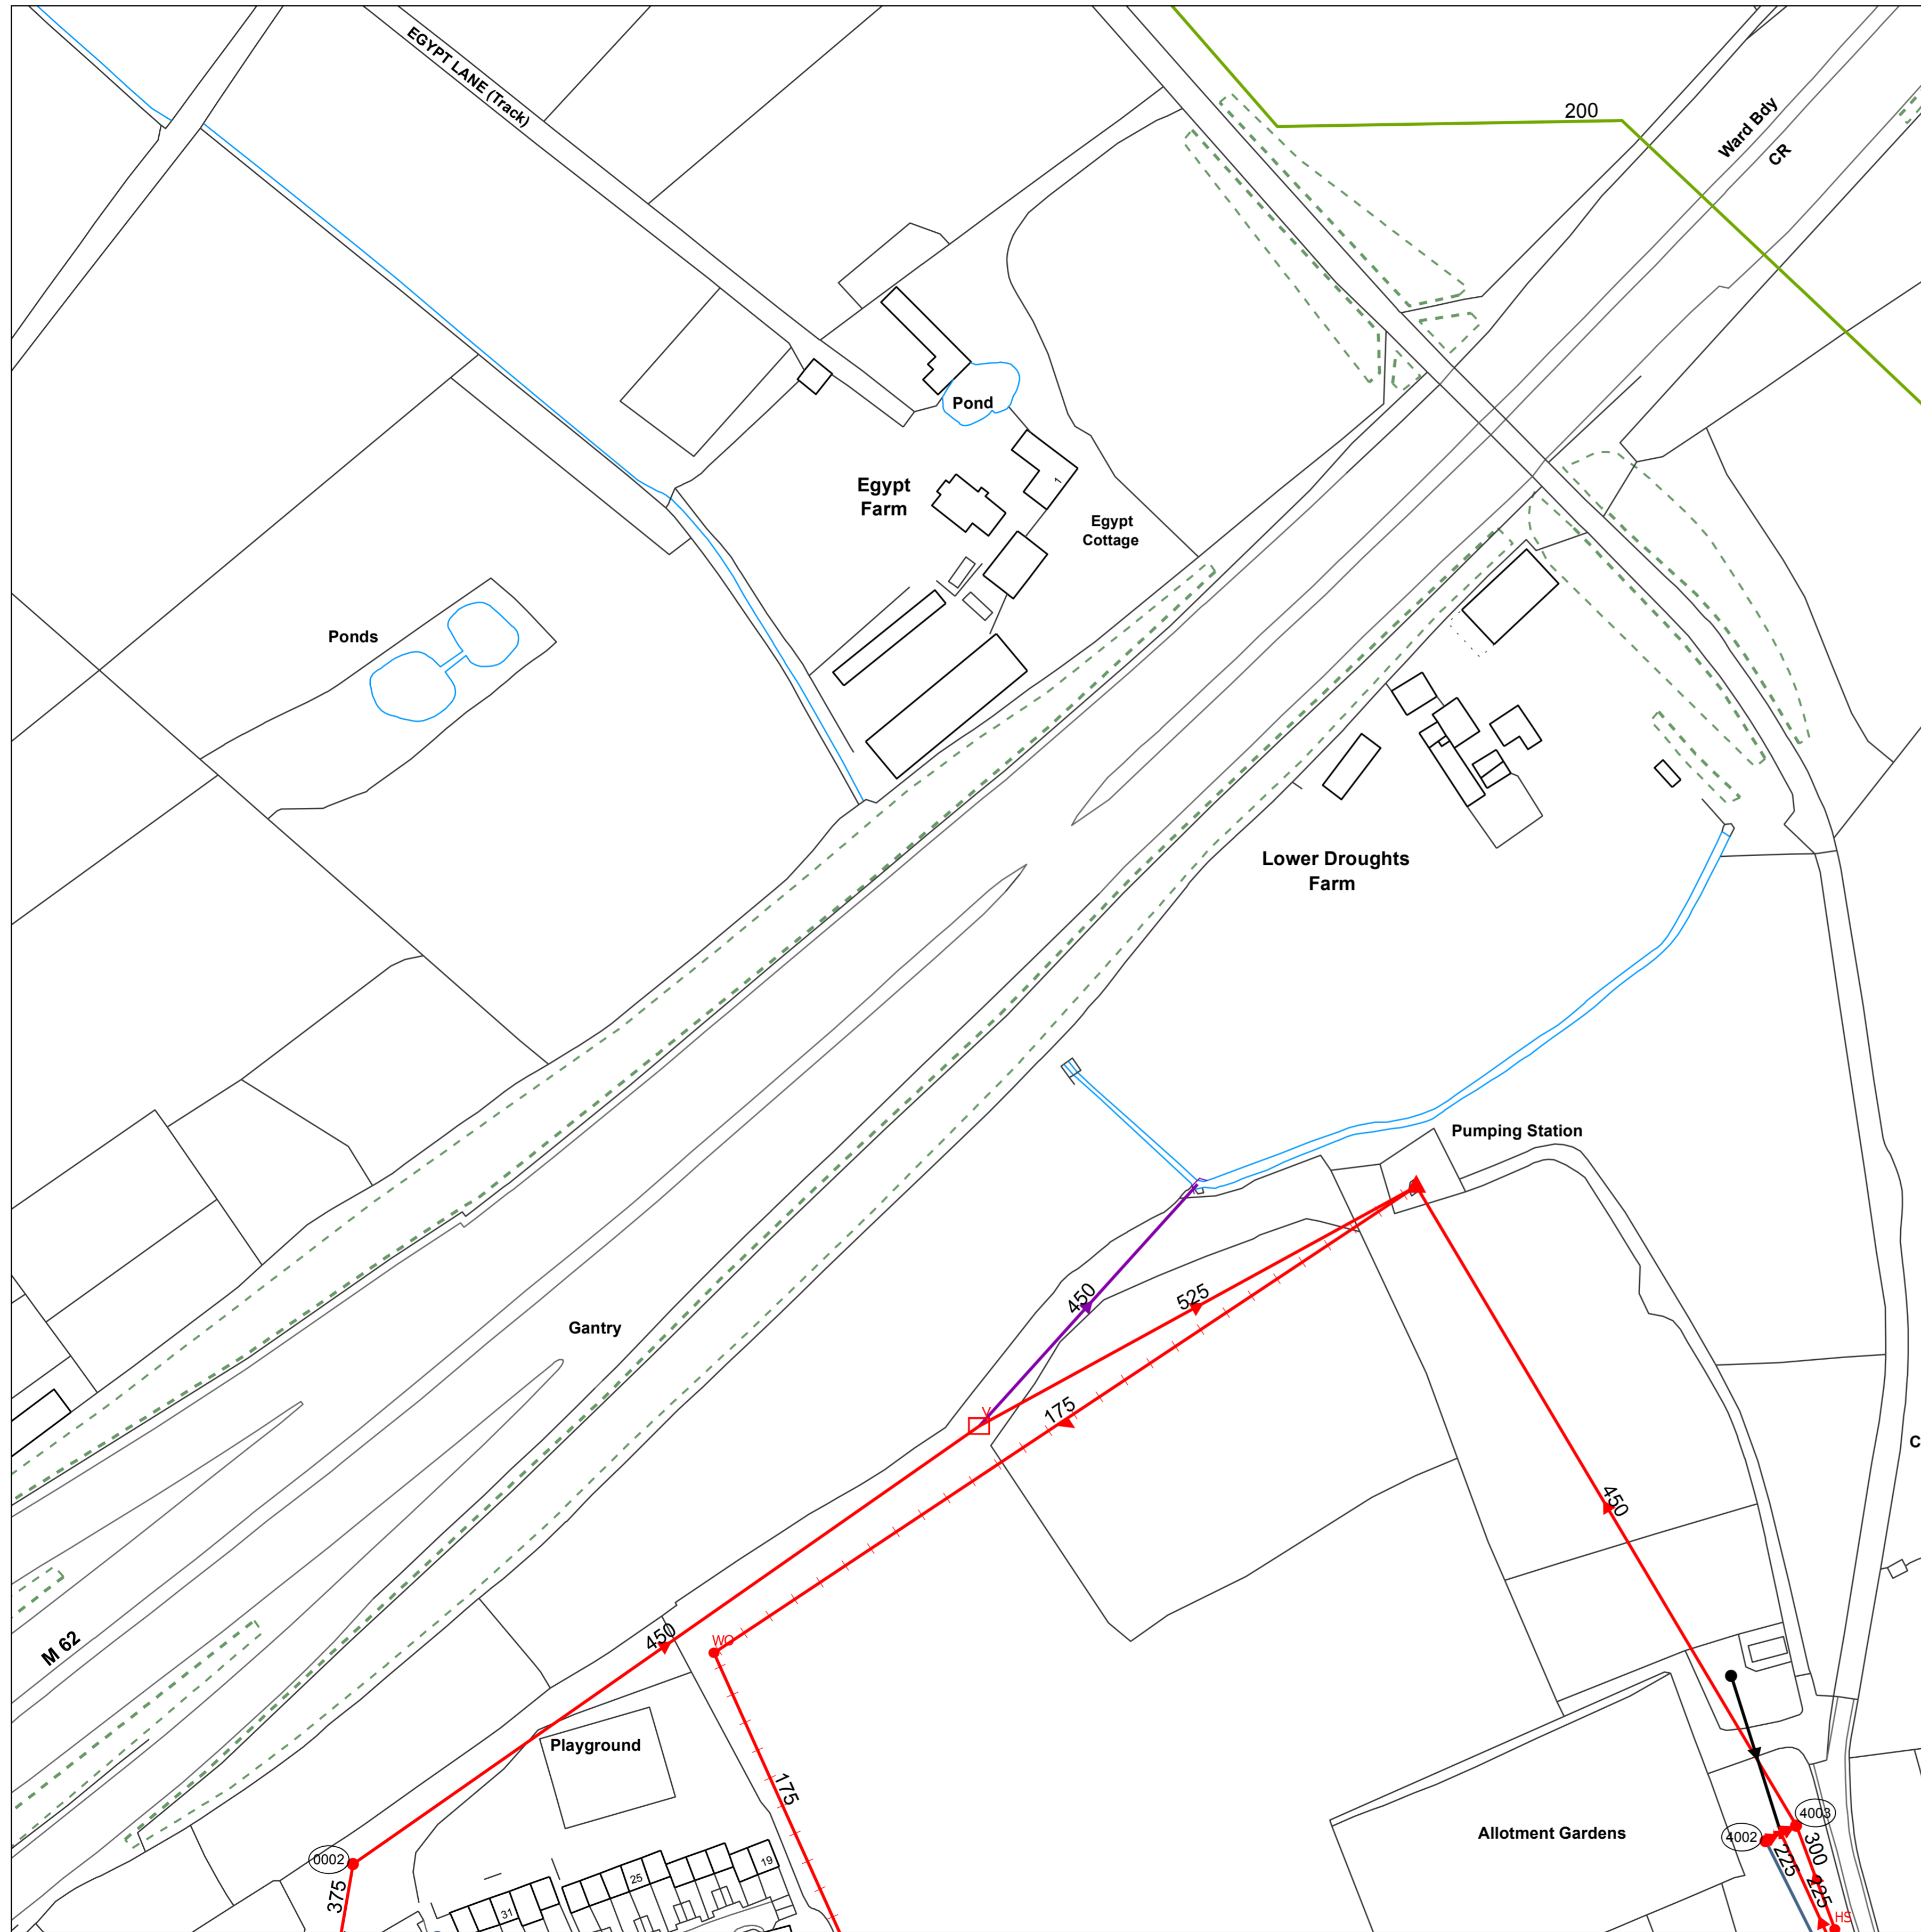 EGYPT LANE (Track)
200
Ward Bdy
CR
Pond
1
Egypt
Farm
Egypt
Cottage
Ponds
Lower Droughts
Farm
Pumping Station
450
525
Gantry
175
V
C
450
M 62
450
WO
Playground
175
Allotment Gardens
4003
4002
0002
300
225
225
375
19
25
31
HS